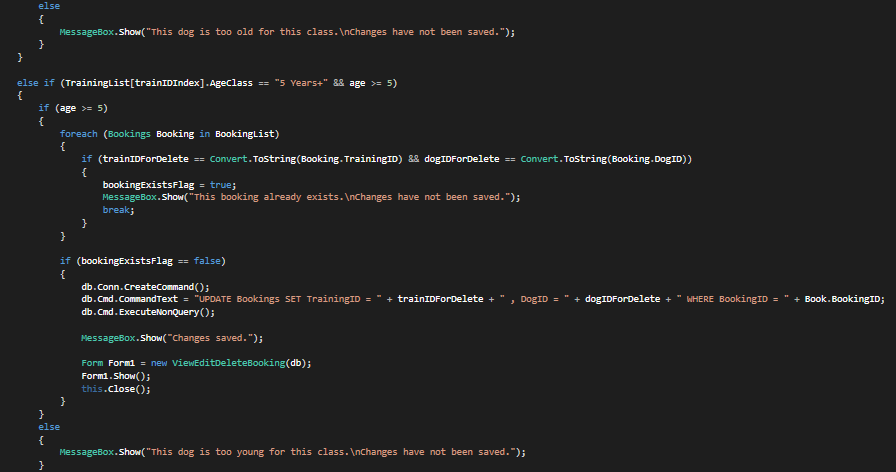 else
{
MessageBox.Show("This dog is too old for this class.\nChanges have not been saved.");
}
}
else if (TrainingList[trainIDIndex].AgeClass == "5 Years+" && age >= 5)
{
if (age >= 5)
{
foreach (Bookings Booking in BookingList)
{
if (trainIDForDelete == Convert.ToString(Booking.TrainingID) && dogIDForDelete == Convert.ToString(Booking.DogID))
{
bookingExistsFlag = true;
MessageBox.Show("This booking already exists.\nChanges have not been saved.");
break;
}
}
if (bookingExistsFlag == false)
{
db.Conn.CreateCommand();
db.Cmd.CommandText = "UPDATE Bookings SET TrainingID = " + trainIDForDelete + " , DogID = " + dogIDForDelete + " WHERE BookingID = " + Book.BookingID;
db.Cmd.ExecuteNonQuery();
MessageBox.Show("Changes saved.");
Form Form1 = new ViewEditDeleteBooking(db);
Form1.Show();
this.Close();
}
}
else
{
MessageBox.Show("This dog is too young for this class.\nChanges have not been saved.");
}